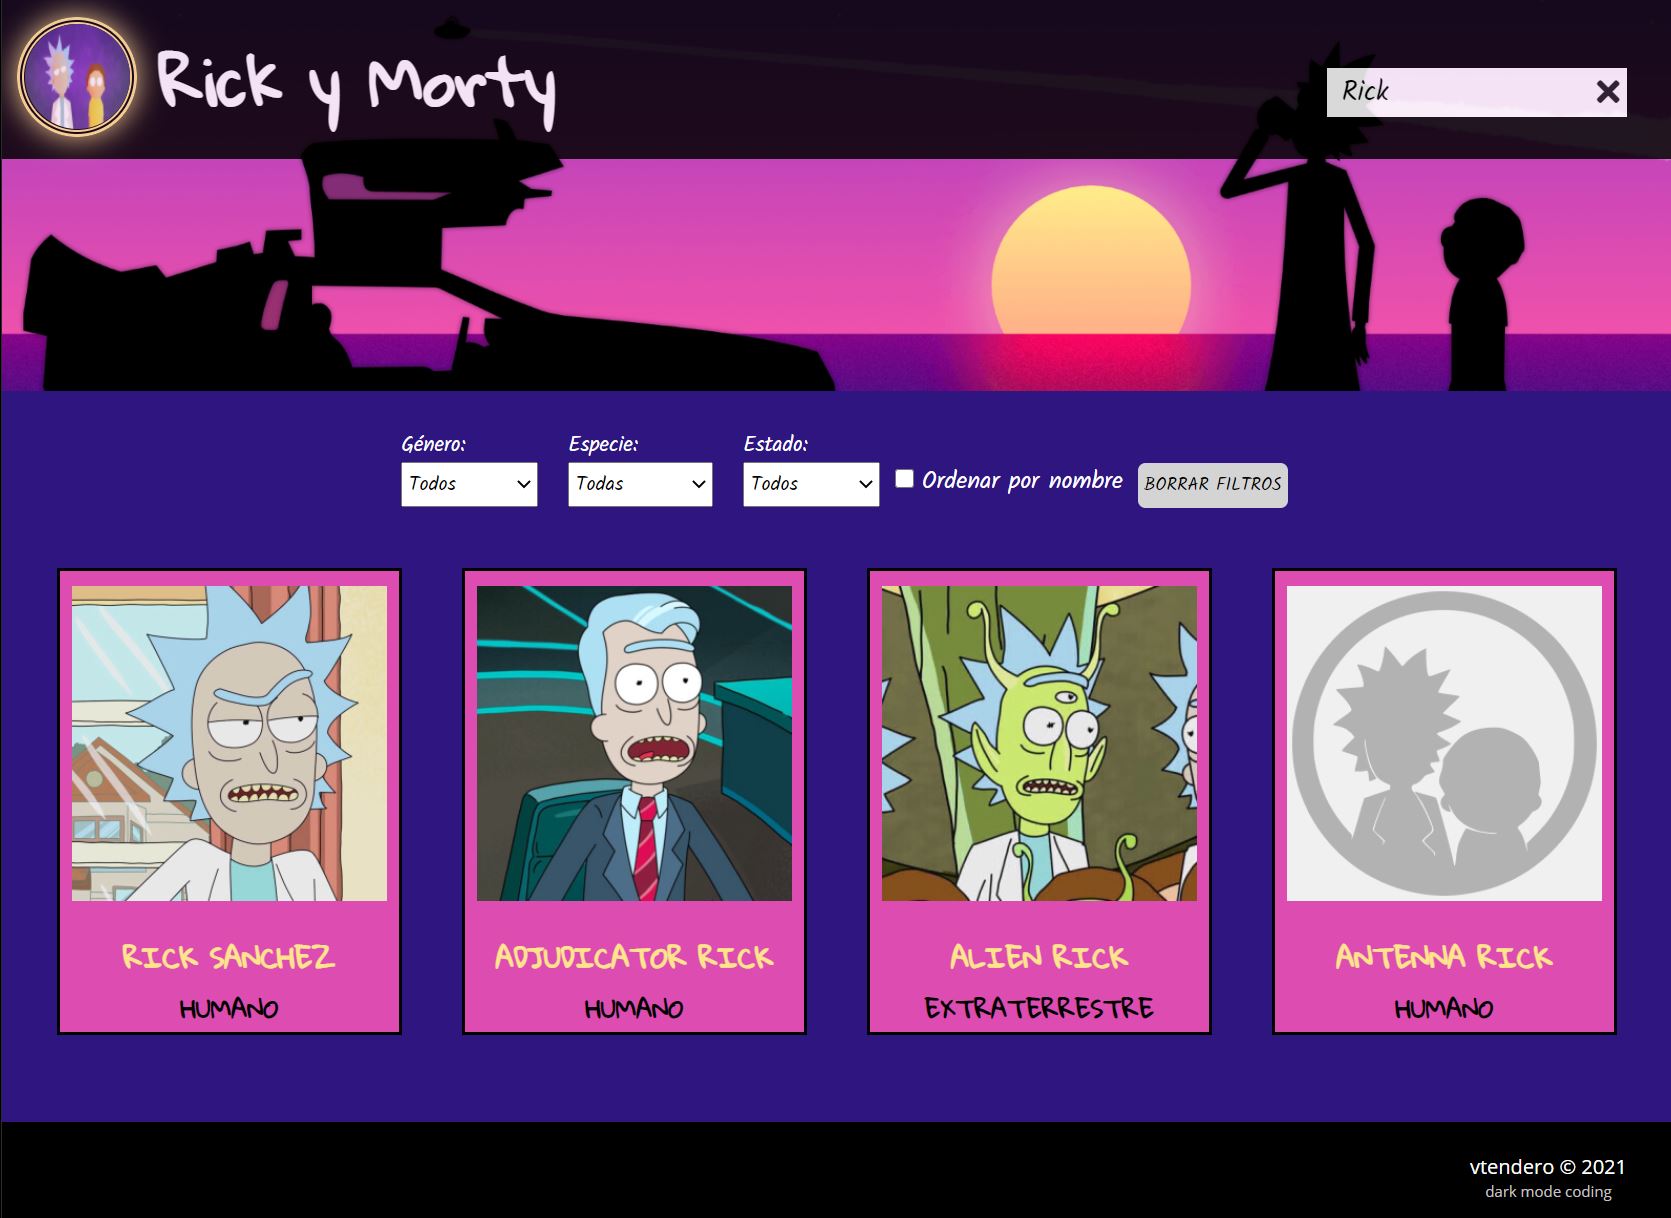 Rick y Morty
Rick
Género:
Especie:
Estado:
Todos
Todas
Todos
Ordenar por nombre
BORRAR FILTROS
RICK SANCHEZ
HUMANO
ADJUDICATOR RICK
HUMANO
ALIEN RICK
EXTRATERRESTRE
ANTENNA RICK
HUMANO
vtendero © 2021
dark mode coding